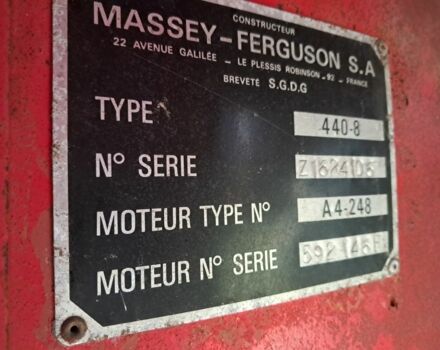 CONSTRUCTEUR
MASSEY-FERGUSON S.A
22 AVENUE GALILÉE - LE PLESSIS ROBINSON - 92 - FRANCE
BREVETÉ S.G.D.G
TYPE 440-8
N° SERIE
MOTEUR TYPE N° A4-248
MOTEUR N° SERIE